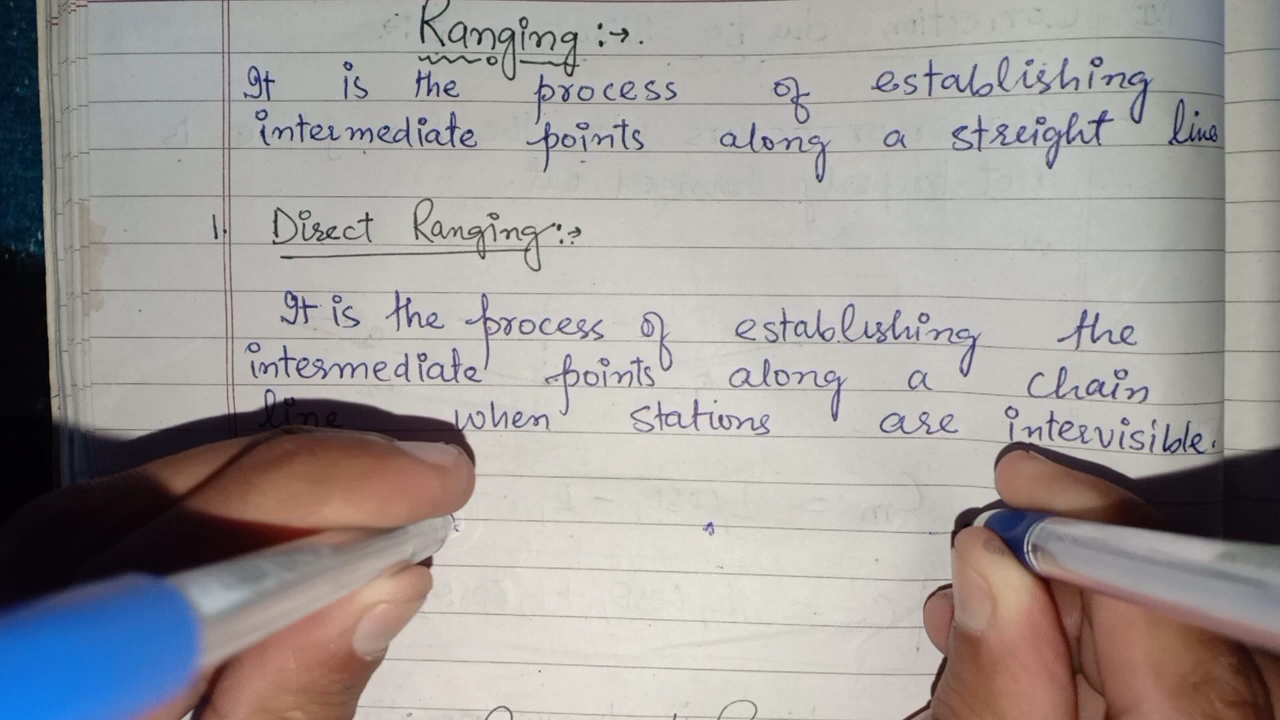 Ranging :→.
It is the process of establishing
intermediate points along a streight line
1. Direct Ranging :→
It is the process of establishing the
intermediate points along a chain
line when stations are intervisible.